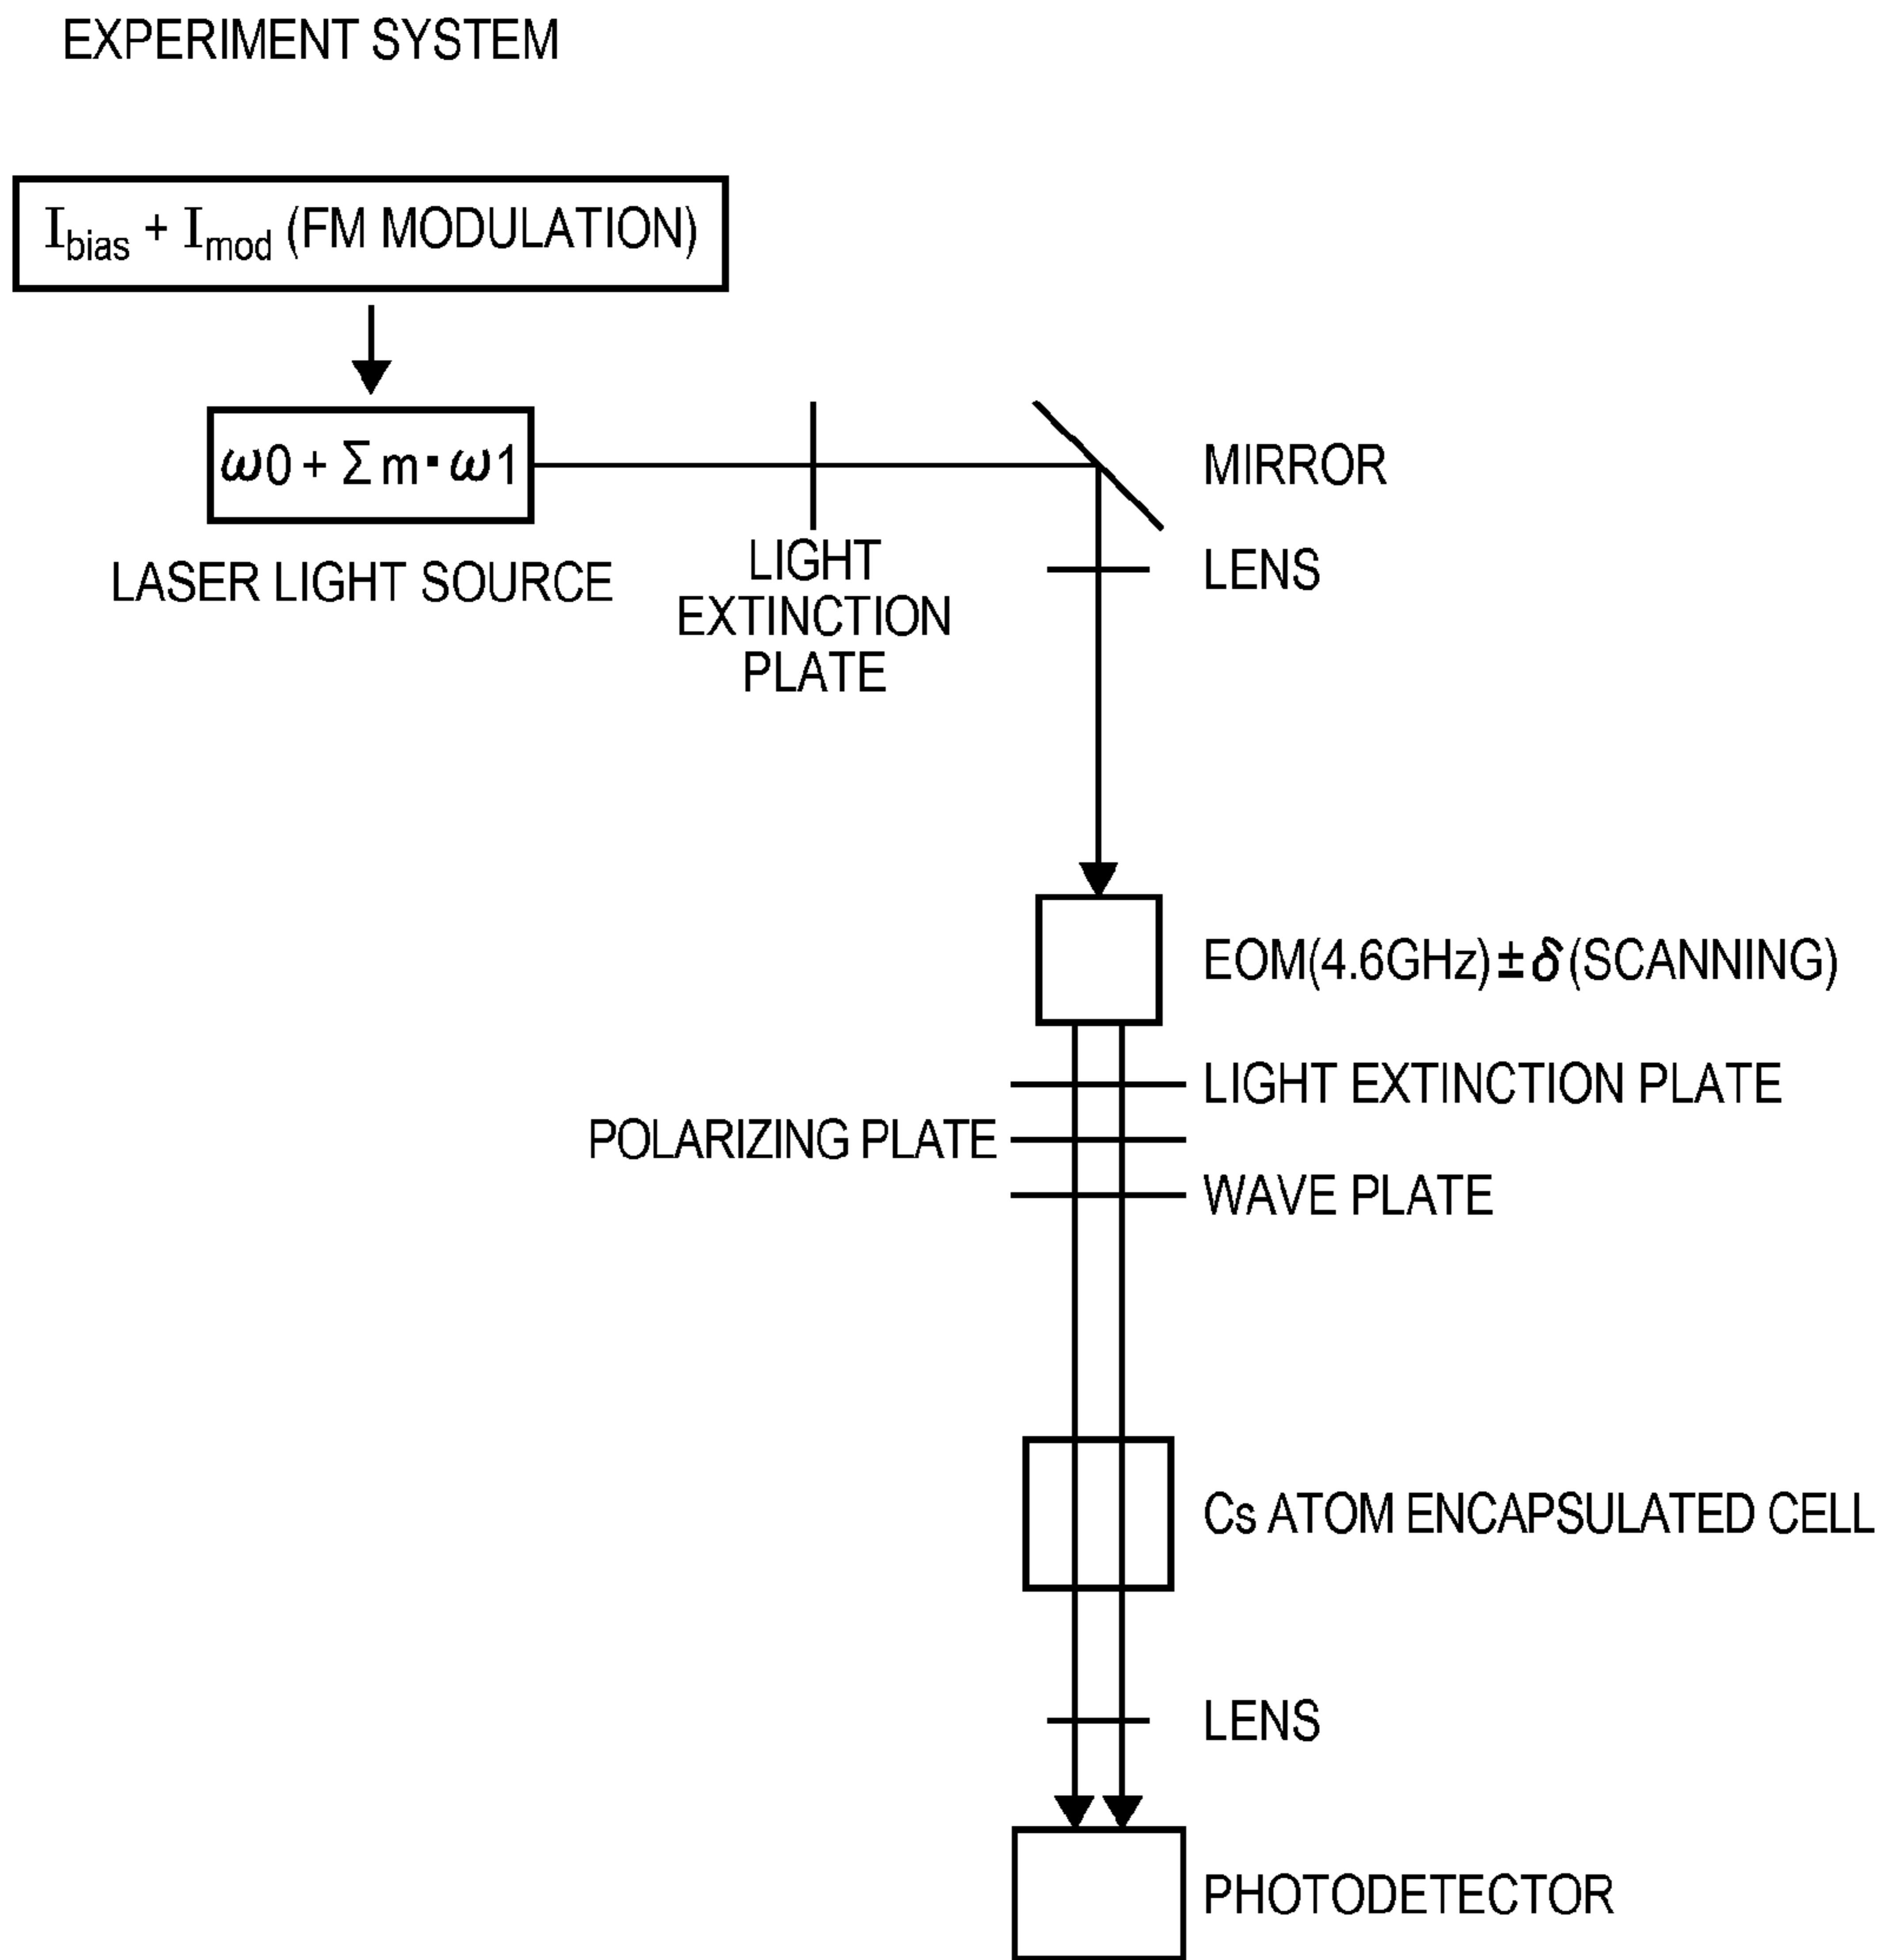 EXPERIMENT SYSTEM
Ibias + Imod (FM MODULATION)
ω0 + Σ m・ω1
LASER LIGHT SOURCE
LIGHT
EXTINCTION
PLATE
MIRROR
LENS
EOM(4.6GHz)±δ(SCANNING)
LIGHT EXTINCTION PLATE
POLARIZING PLATE
WAVE PLATE
Cs ATOM ENCAPSULATED CELL
LENS
PHOTODETECTOR